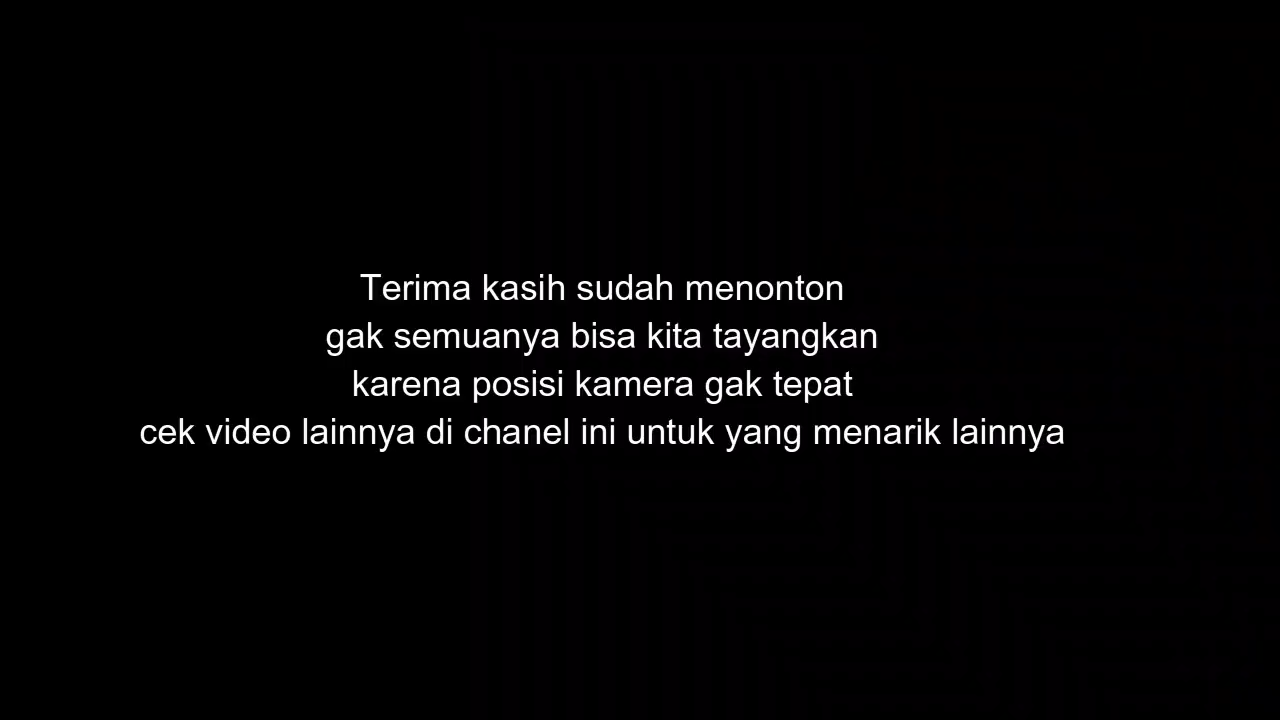 Terima kasih sudah menonton
gak semuanya bisa kita tayangkan
karena posisi kamera gak tepat
cek video lainnya di chanel ini untuk yang menarik lainnya